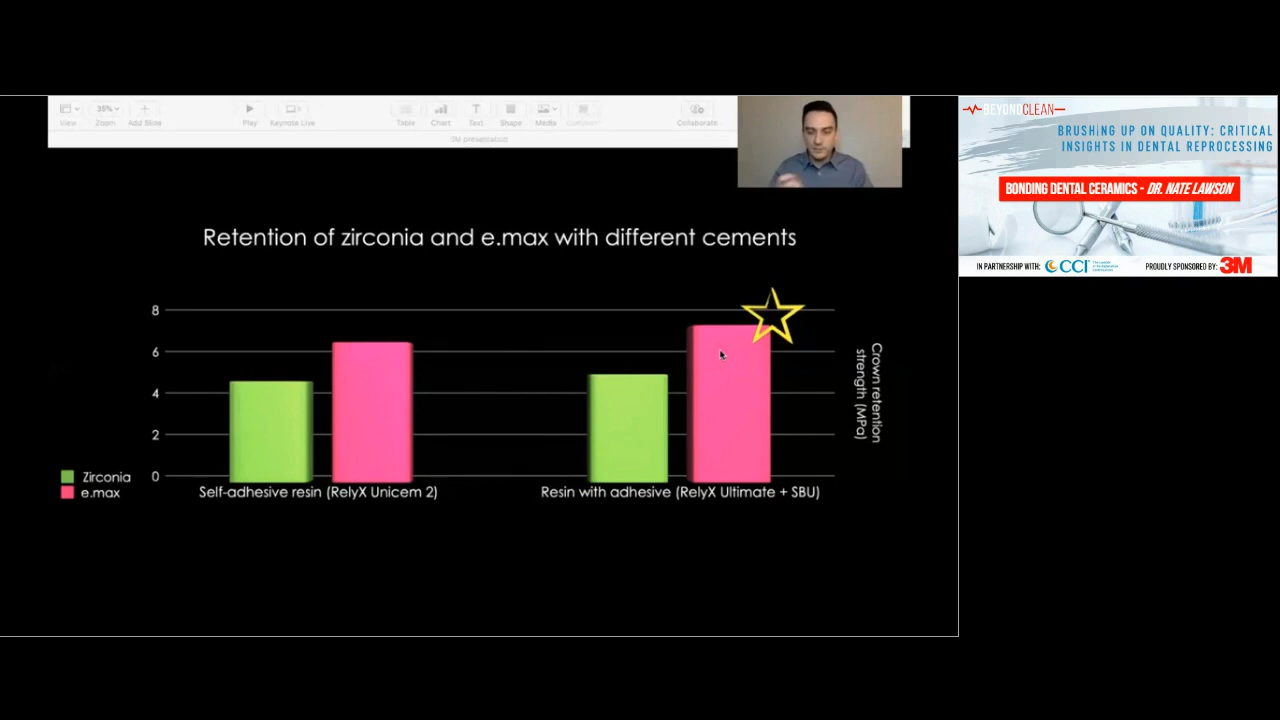 View
35%
Zoom
Add Slide
Play
Keynote Live
Table
Chart
Text
Shape
Media
Comment
Collaborate
3M presentation
Retention of zirconia and e.max with different cements
8
6
4
2
0
Crown retention
strength (MPa)
Zirconia
e.max
Self-adhesive resin (RelyX Unicem 2)
Resin with adhesive (RelyX Ultimate + SBU)
BEYONDCLEAN
BRUSHING UP ON QUALITY: CRITICAL
INSIGHTS IN DENTAL REPROCESSING
BONDING DENTAL CERAMICS - DR. NATE LAWSON
IN PARTNERSHIP WITH: CCI PROUDLY SPONSORED BY: 3M